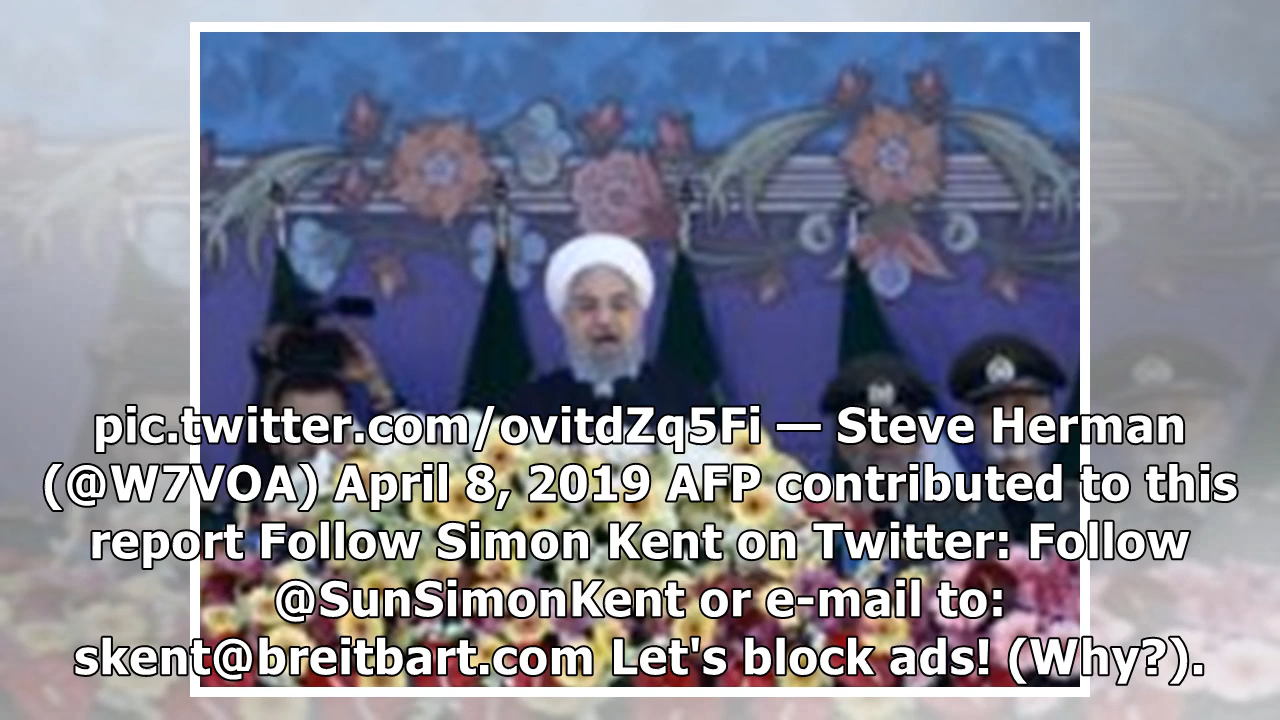 pic.twitter.com/ovitdZq5Fi — Steve Herman
(@W7VOA) April 8, 2019 AFP contributed to this
report Follow Simon Kent on Twitter: Follow
@SunSimonKent or e-mail to:
skent@breitbart.com Let's block ads! (Why?).